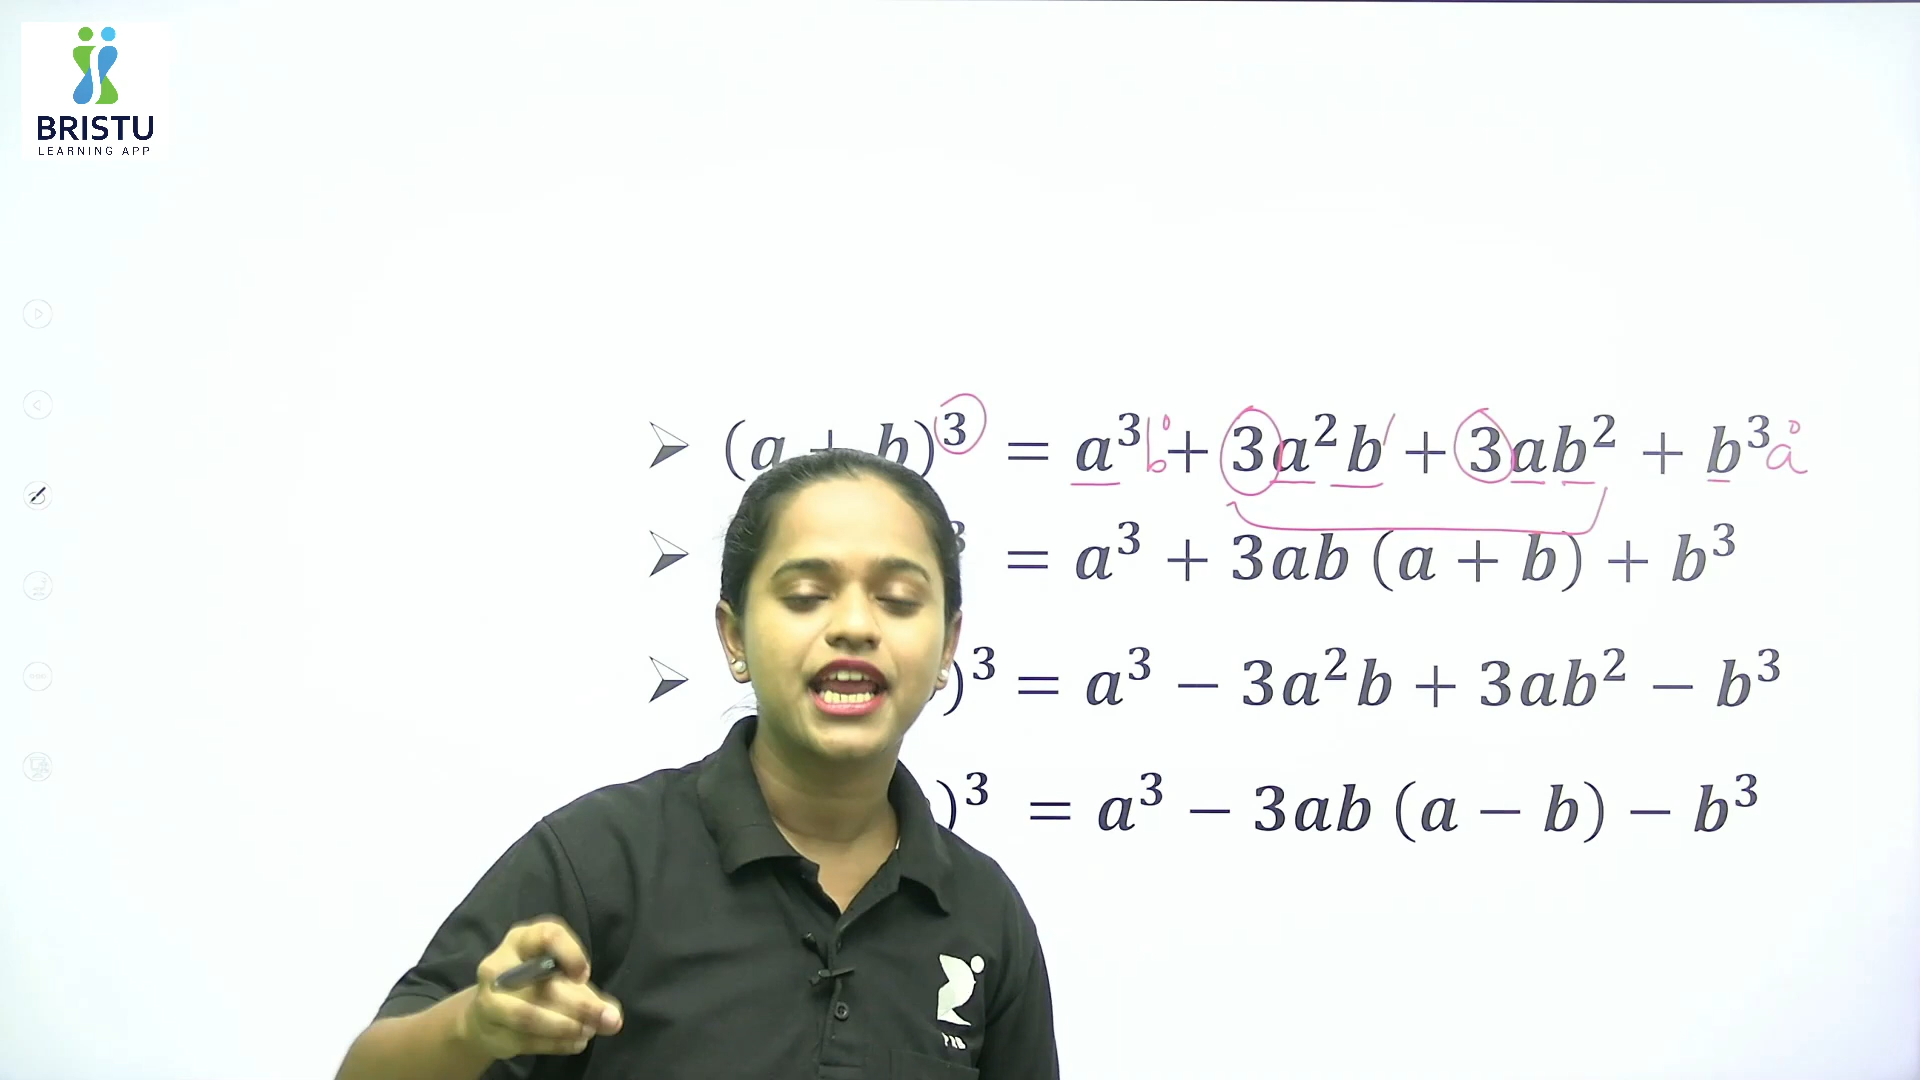 BRISTU
LEARNING APP
(a + b)³ = a³b⁰ + 3a²b + 3ab² + b³a⁰
³ = a³ + 3ab (a + b) + b³
)³ = a³ − 3a²b + 3ab² − b³
)³ = a³ − 3ab (a − b) − b³